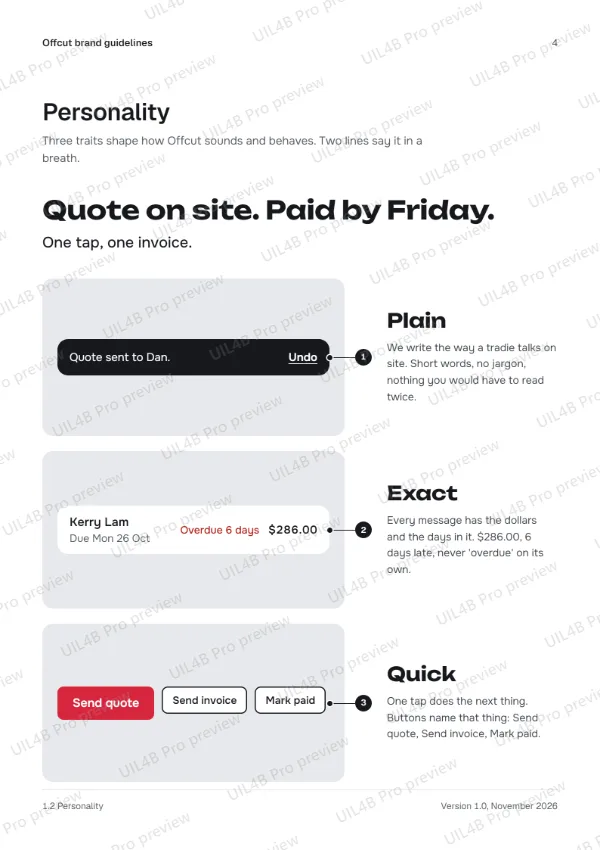 Offcut brand guidelines
4
Personality
Three traits shape how Offcut sounds and behaves. Two lines say it in a
breath.
Quote on site. Paid by Friday.
One tap, one invoice.
Quote sent to Dan.
Undo
1
Plain
We write the way a tradie talks on
site. Short words, no jargon,
nothing you would have to read
twice.
Kerry Lam
Due Mon 26 Oct
Overdue 6 days
$286.00
2
Exact
Every message has the dollars
and the days in it. $286.00, 6
days late, never 'overdue' on its
own.
Send quote
Send invoice
Mark paid
3
Quick
One tap does the next thing.
Buttons name that thing: Send
quote, Send invoice, Mark paid.
1.2 Personality
Version 1.0, November 2026
UIL4B Pro preview